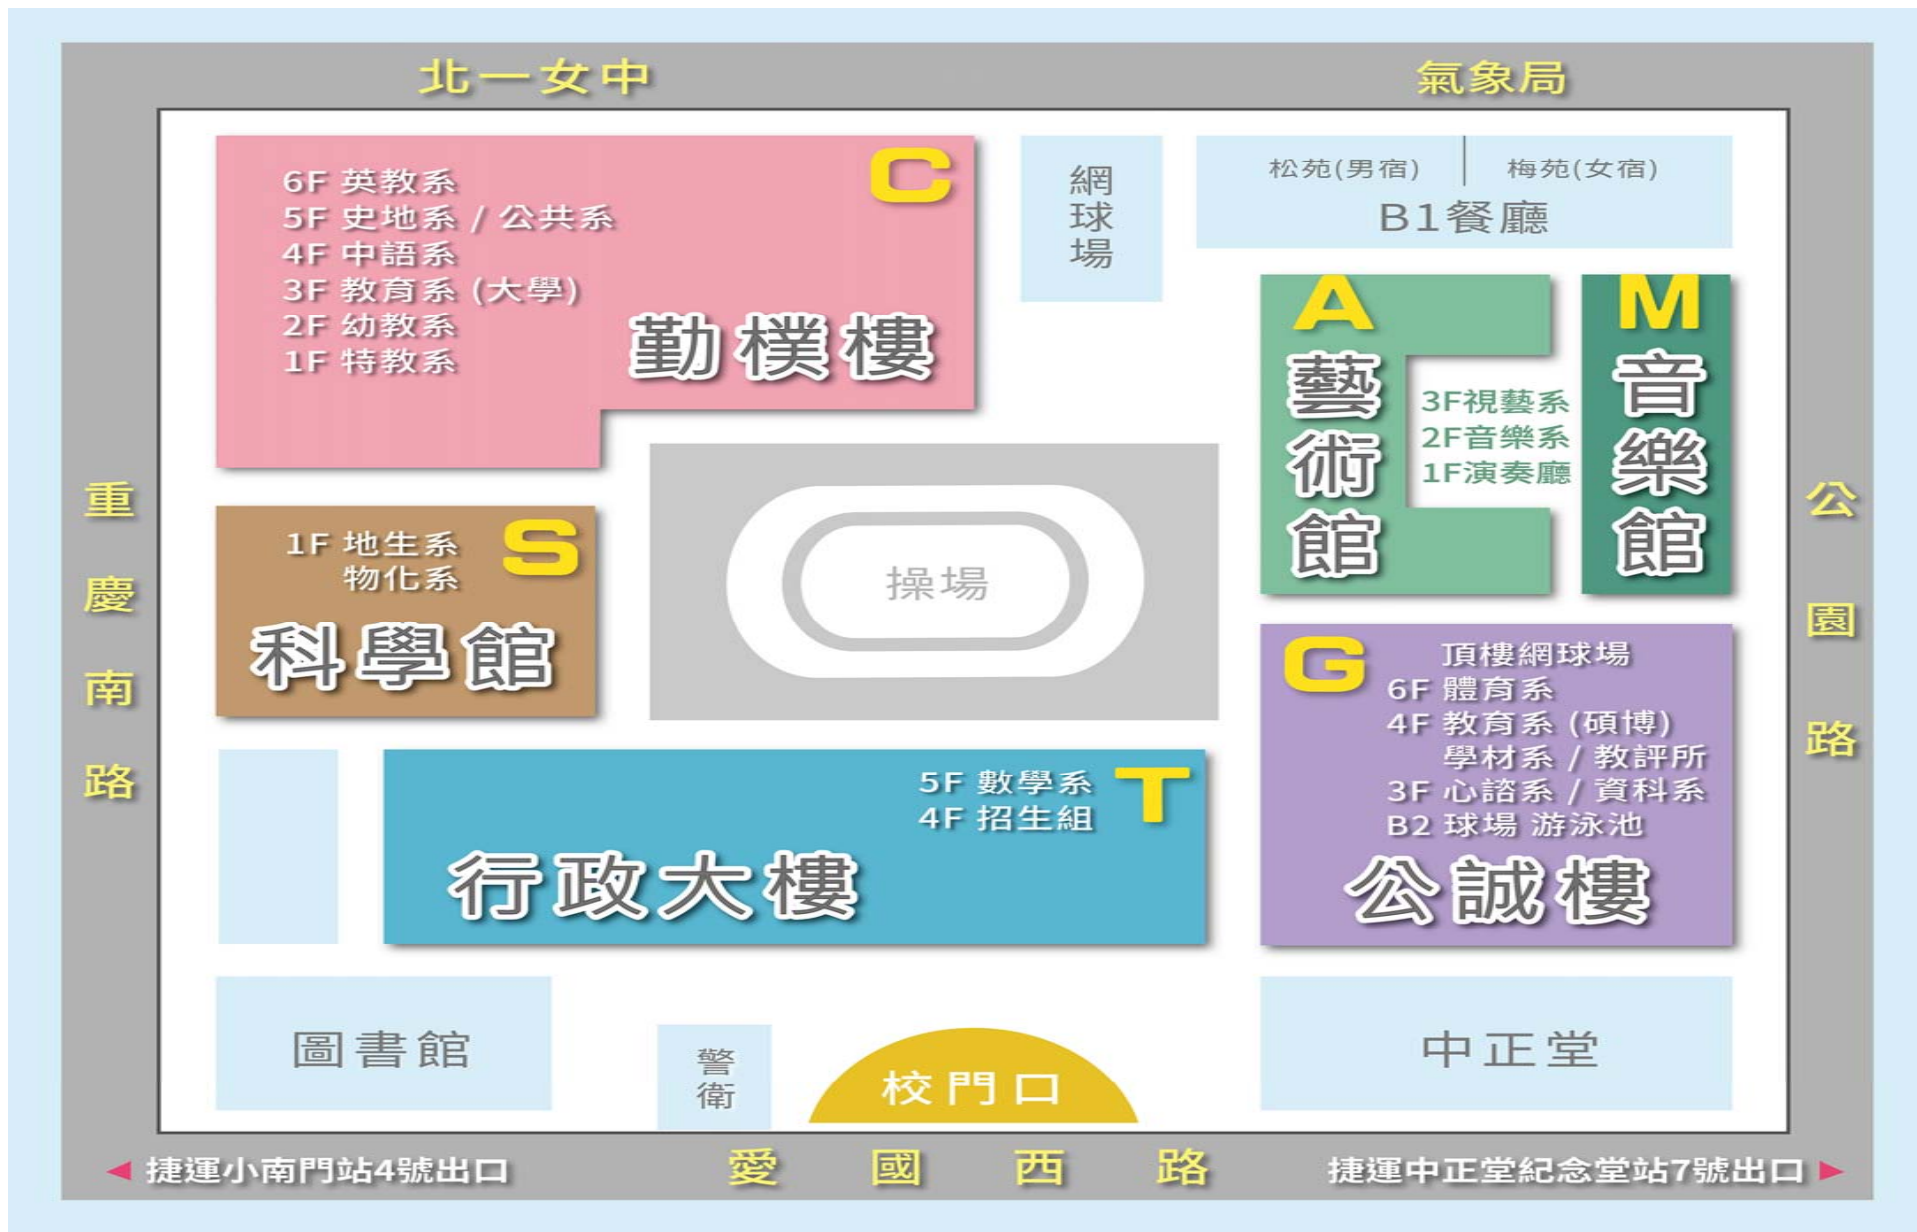 北一女中
氣象局
C
6F 英教系
5F 史地系 / 公共系
4F 中語系
3F 教育系 (大學)
2F 幼教系
1F 特教系
勤樸樓
網球場
松苑(男宿)
梅苑(女宿)
B1餐廳
A
藝術館
3F視藝系
2F音樂系
1F演奏廳
M
音樂館
重慶南路
公園路
S
1F 地生系
物化系
科學館
操場
G
頂樓網球場
6F 體育系
4F 教育系 (碩博)
學材系 / 教評所
3F 心諮系 / 資科系
B2 球場 游泳池
公誠樓
5F 數學系
4F 招生組
T
行政大樓
圖書館
警衛
校門口
中正堂
捷運小南門站4號出口
愛國西路
捷運中正堂紀念堂站7號出口